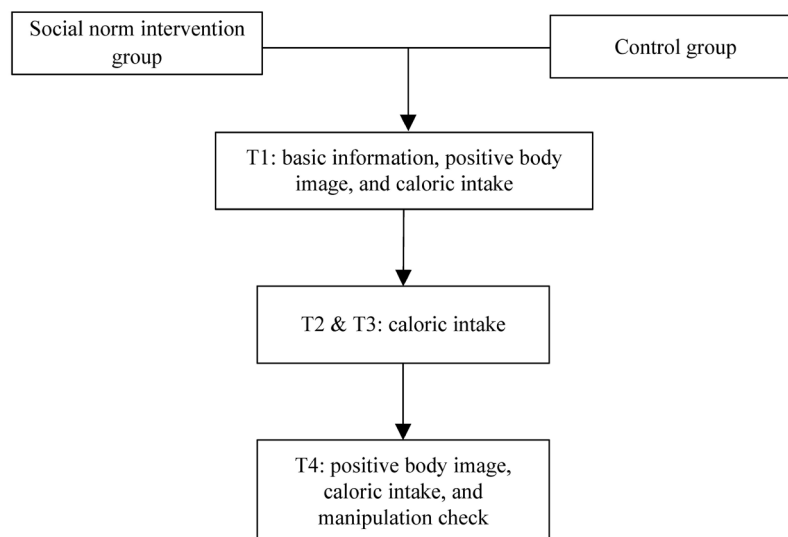 Social norm intervention
group
Control group
T1: basic information, positive body
image, and caloric intake
T2 & T3: caloric intake
T4: positive body image,
caloric intake, and
manipulation check